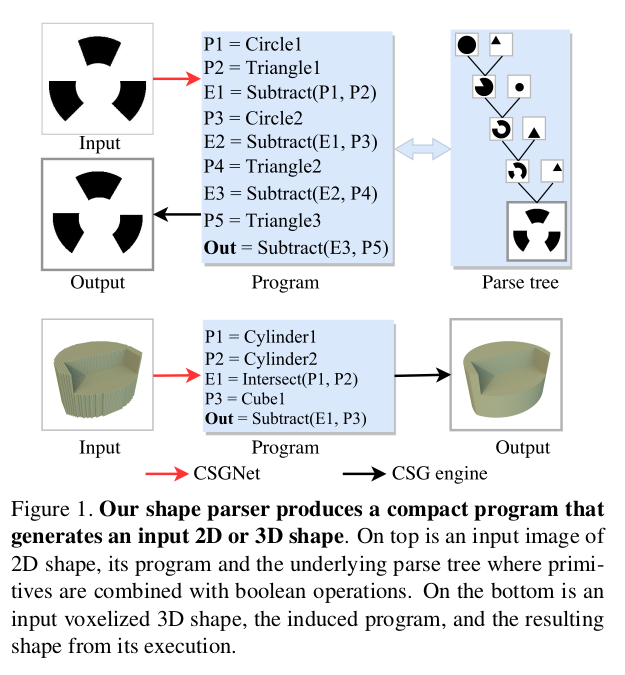 P1 = Circle1
P2 = Triangle1
E1 = Subtract(P1, P2)
P3 = Circle2
E2 = Subtract(E1, P3)
P4 = Triangle2
E3 = Subtract(E2, P4)
P5 = Triangle3
Out = Subtract(E3, P5)
Input
Output
Program
Parse tree
P1 = Cylinder1
P2 = Cylinder2
E1 = Intersect(P1, P2)
P3 = Cube1
Out = Subtract(E1, P3)
Input
Program
Output
CSGNet
CSG engine
Figure 1. Our shape parser produces a compact program that
generates an input 2D or 3D shape. On top is an input image of
2D shape, its program and the underlying parse tree where primi-
tives are combined with boolean operations. On the bottom is an
input voxelized 3D shape, the induced program, and the resulting
shape from its execution.